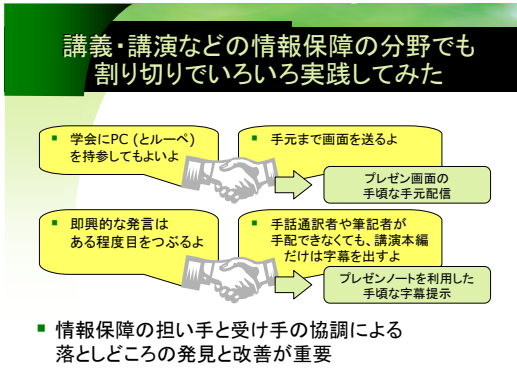 講義・講演などの情報保障の分野でも
割り切りでいろいろ実践してみた
学会にPC (とルーペ)
を持参してもよいよ
手元まで画面を送るよ
プレゼン画面の
手頃な手元配信
即興的な発言は
ある程度目をつぶるよ
手話通訳者や筆記者が
手配できなくても、講演本編
だけは字幕を出すよ
プレゼンノートを利用した
手頃な字幕提示
情報保障の担い手と受け手の協調による
落としどころの発見と改善が重要